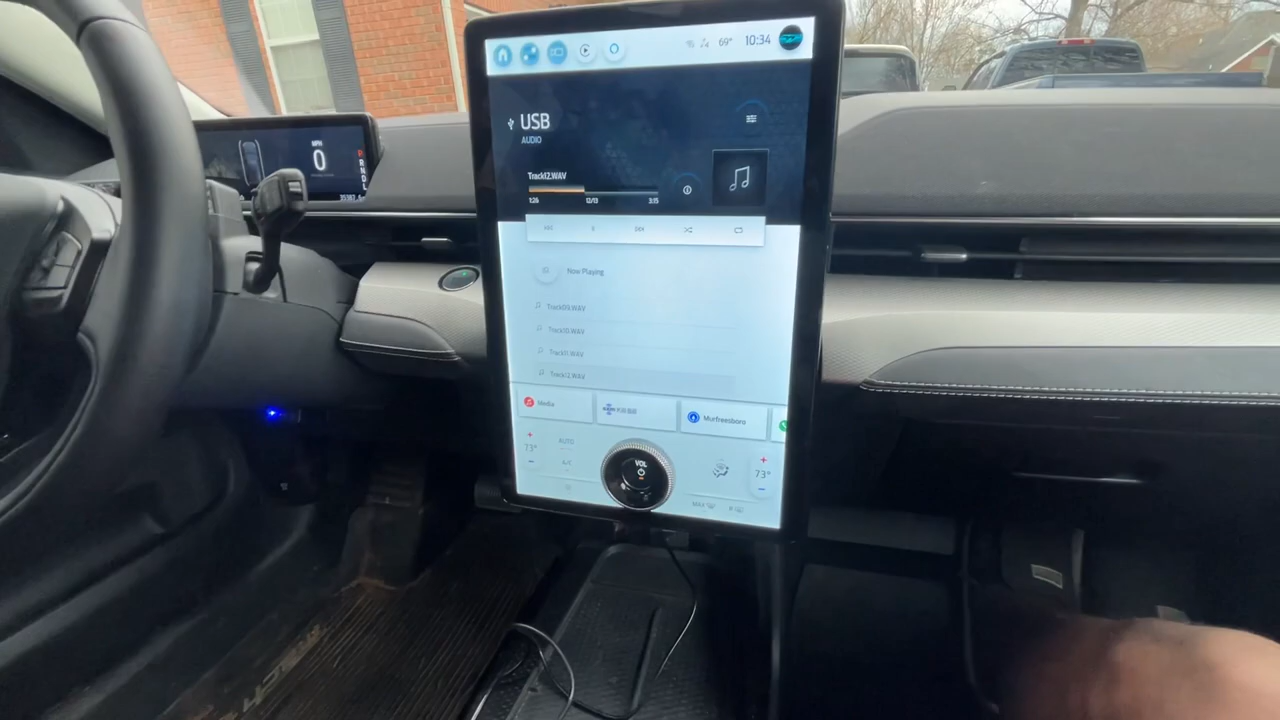 69° 10:34
USB
AUDIO
Track12.WAV
1:26 12/13 3:15
Now Playing
Track09.WAV
Track10.WAV
Track11.WAV
Track12.WAV
Media
Murfreesboro
73° AUTO
A/C
VOL
73°
MAX
MPH
0
P
R
N
D
L